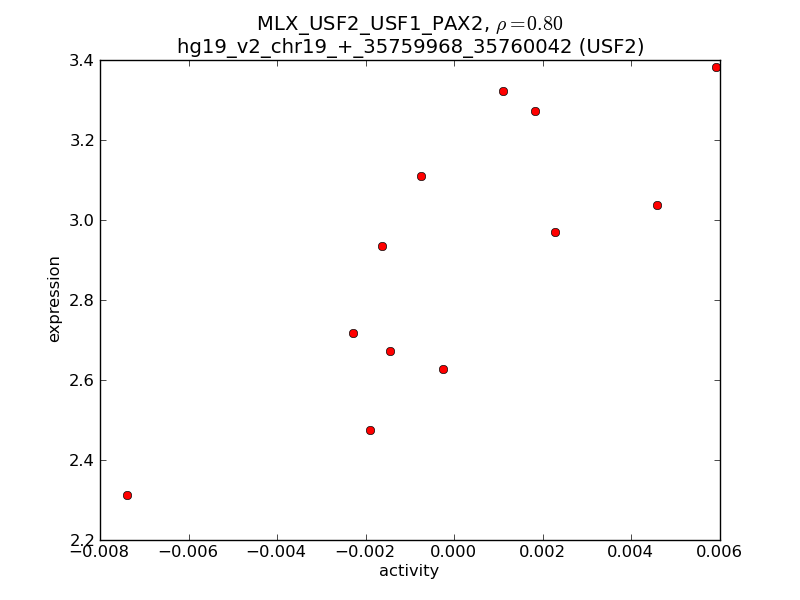 MLX_USF2_USF1_PAX2, ρ = 0.80
hg19_v2_chr19_+_35759968_35760042 (USF2)
3.4
3.2
3.0
2.8
2.6
2.4
2.2
expression
−0.008 −0.006 −0.004 −0.002 0.000 0.002 0.004 0.006
activity